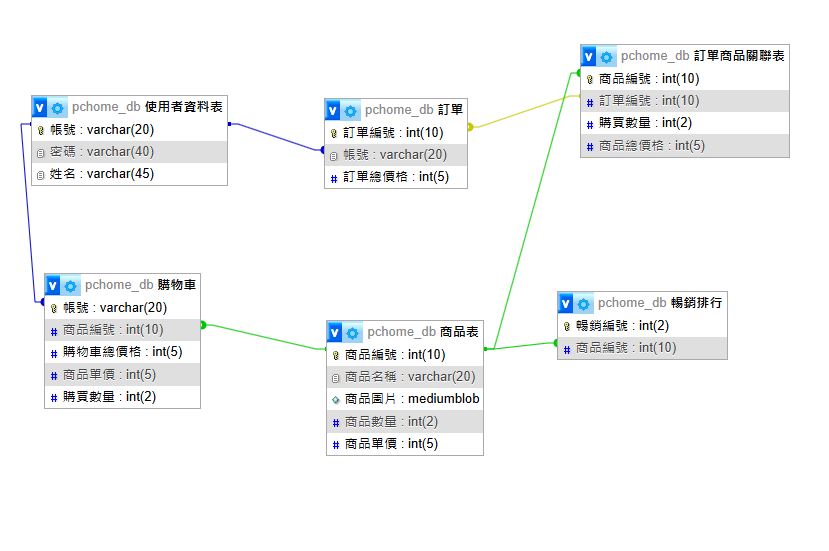 pchome_db 使用者資料表
帳號 : varchar(20)
密碼 : varchar(40)
姓名 : varchar(45)
pchome_db 訂單
訂單編號 : int(10)
帳號 : varchar(20)
訂單總價格 : int(5)
pchome_db 訂單商品關聯表
商品編號 : int(10)
訂單編號 : int(10)
購買數量 : int(2)
商品總價格 : int(5)
pchome_db 購物車
帳號 : varchar(20)
商品編號 : int(10)
購物車總價格 : int(5)
商品單價 : int(5)
購買數量 : int(2)
pchome_db 商品表
商品編號 : int(10)
商品名稱 : varchar(20)
商品圖片 : mediumblob
商品數量 : int(2)
商品單價 : int(5)
pchome_db 暢銷排行
暢銷編號 : int(2)
商品編號 : int(10)